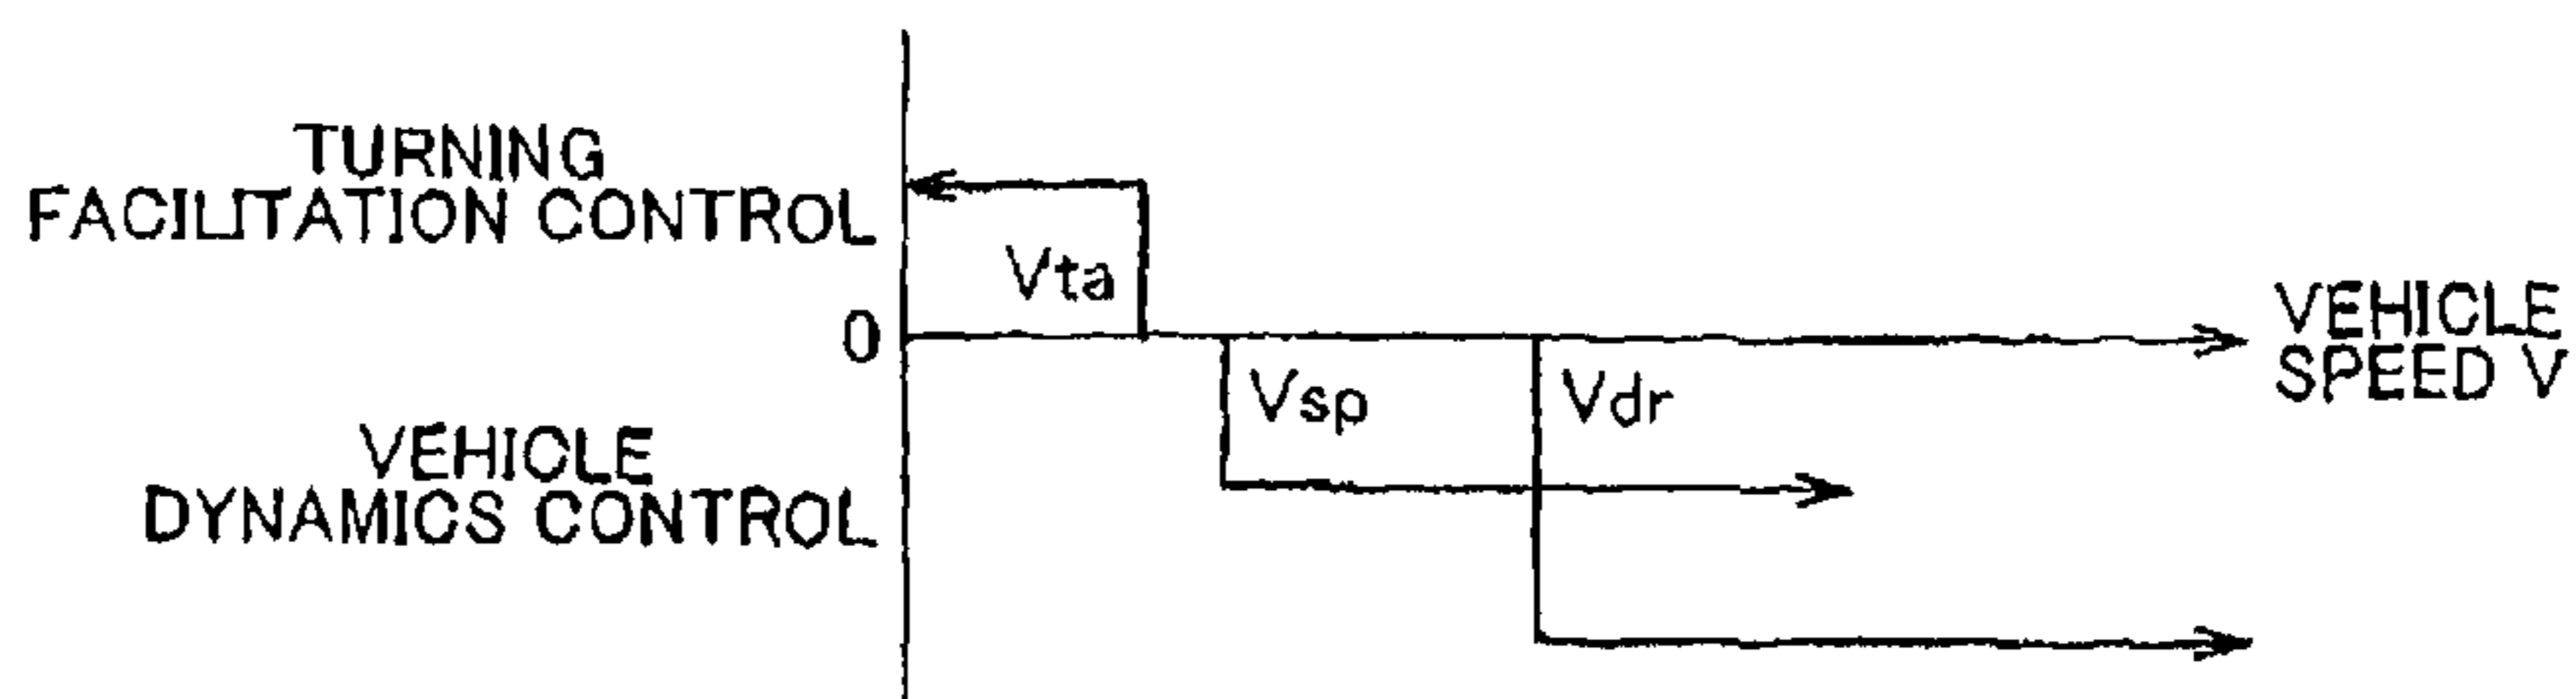 TURNING
FACILITATION CONTROL
Vta
0
VEHICLE
SPEED V
Vsp
Vdr
VEHICLE
DYNAMICS CONTROL